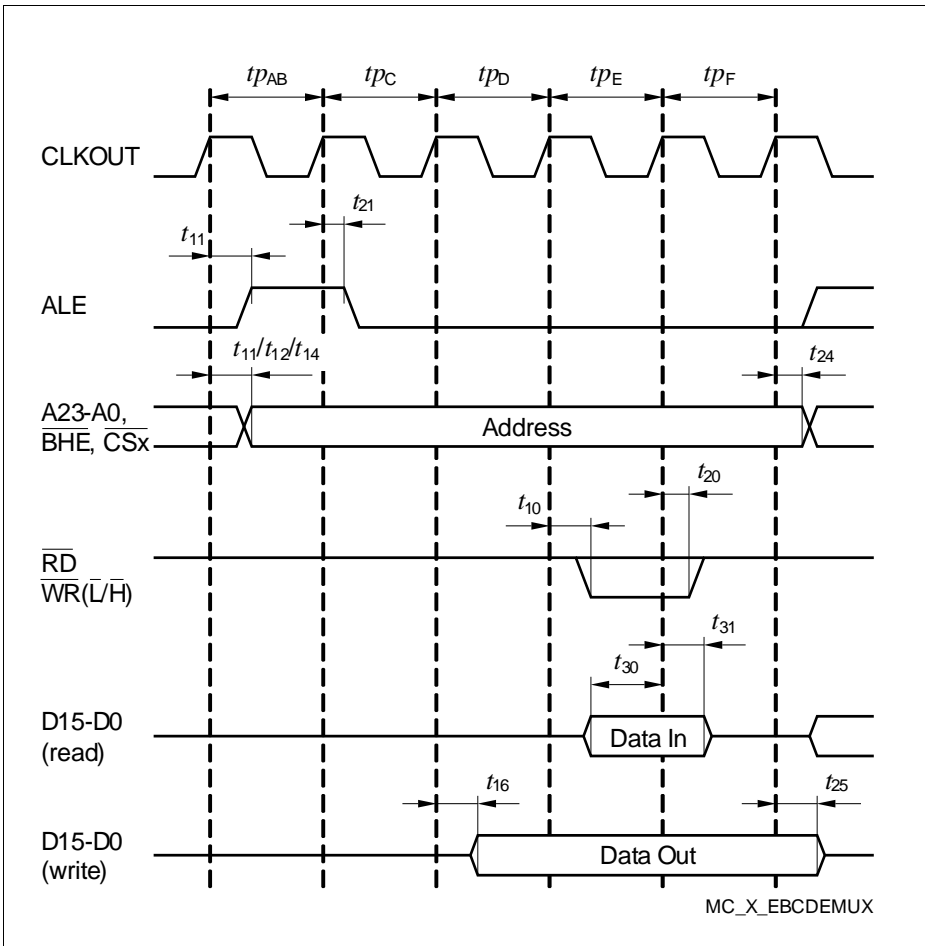 tpAB tpC tpD tpE tpF
CLKOUT
t21
t11
ALE
t11/t12/t14 t24
A23-A0,
BHE, CSx
Address
t20
t10
RD
WR(L/H)
t31
t30
D15-D0
(read)
Data In
t16 t25
D15-D0
(write)
Data Out
MC_X_EBCDEMUX